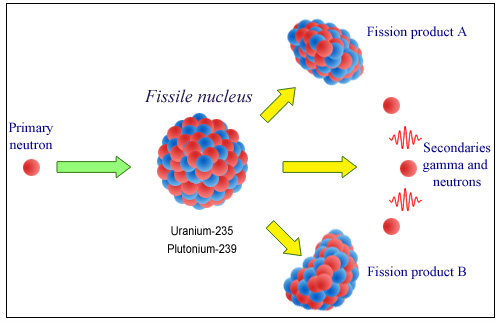 Fission product A
Fissile nucleus
Primary
neutron
Secondaries
gamma and
neutrons
Uranium-235
Plutonium-239
Fission product B